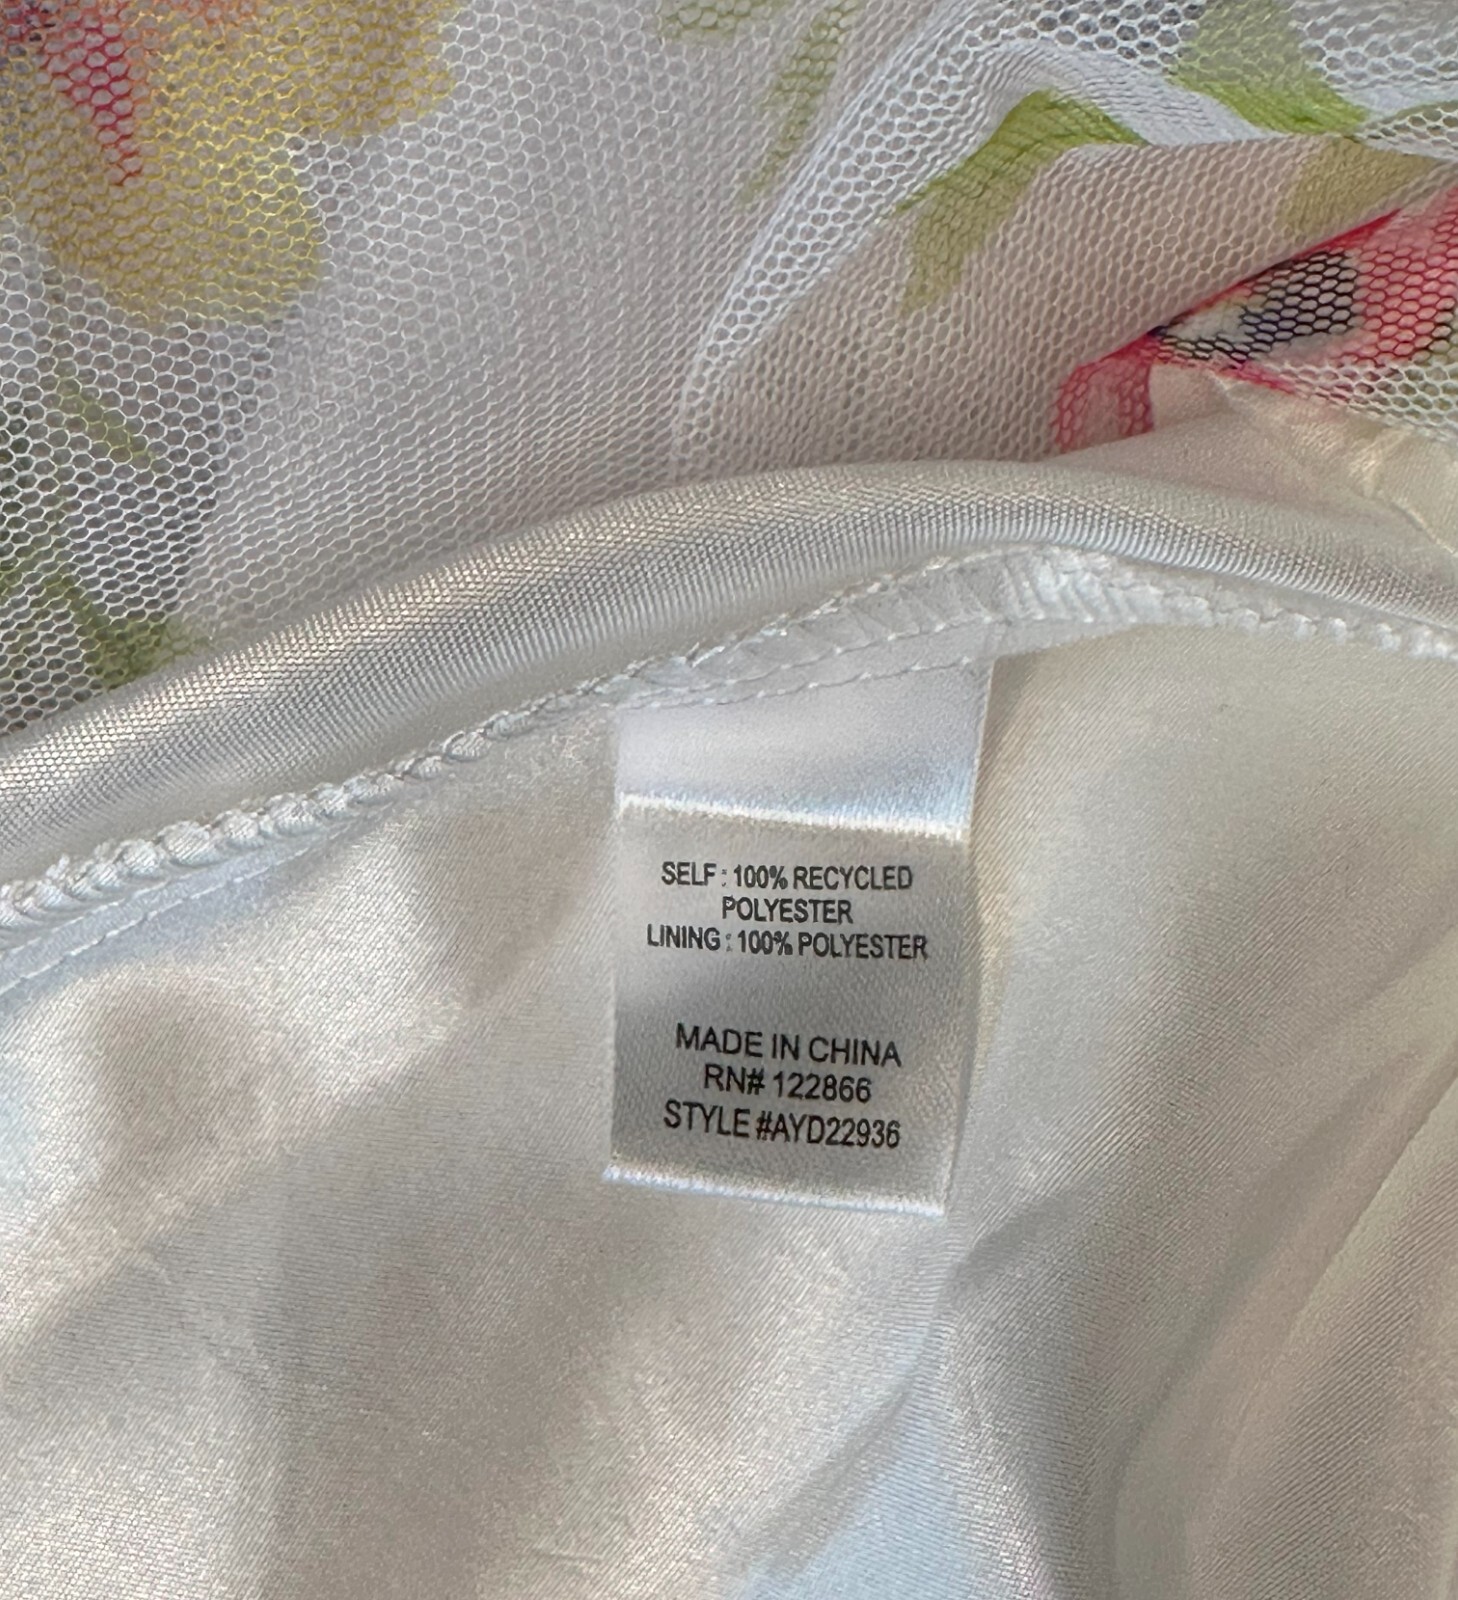 SELF : 100% RECYCLED
POLYESTER
LINING : 100% POLYESTER
MADE IN CHINA
RN# 122866
STYLE #AYD22936